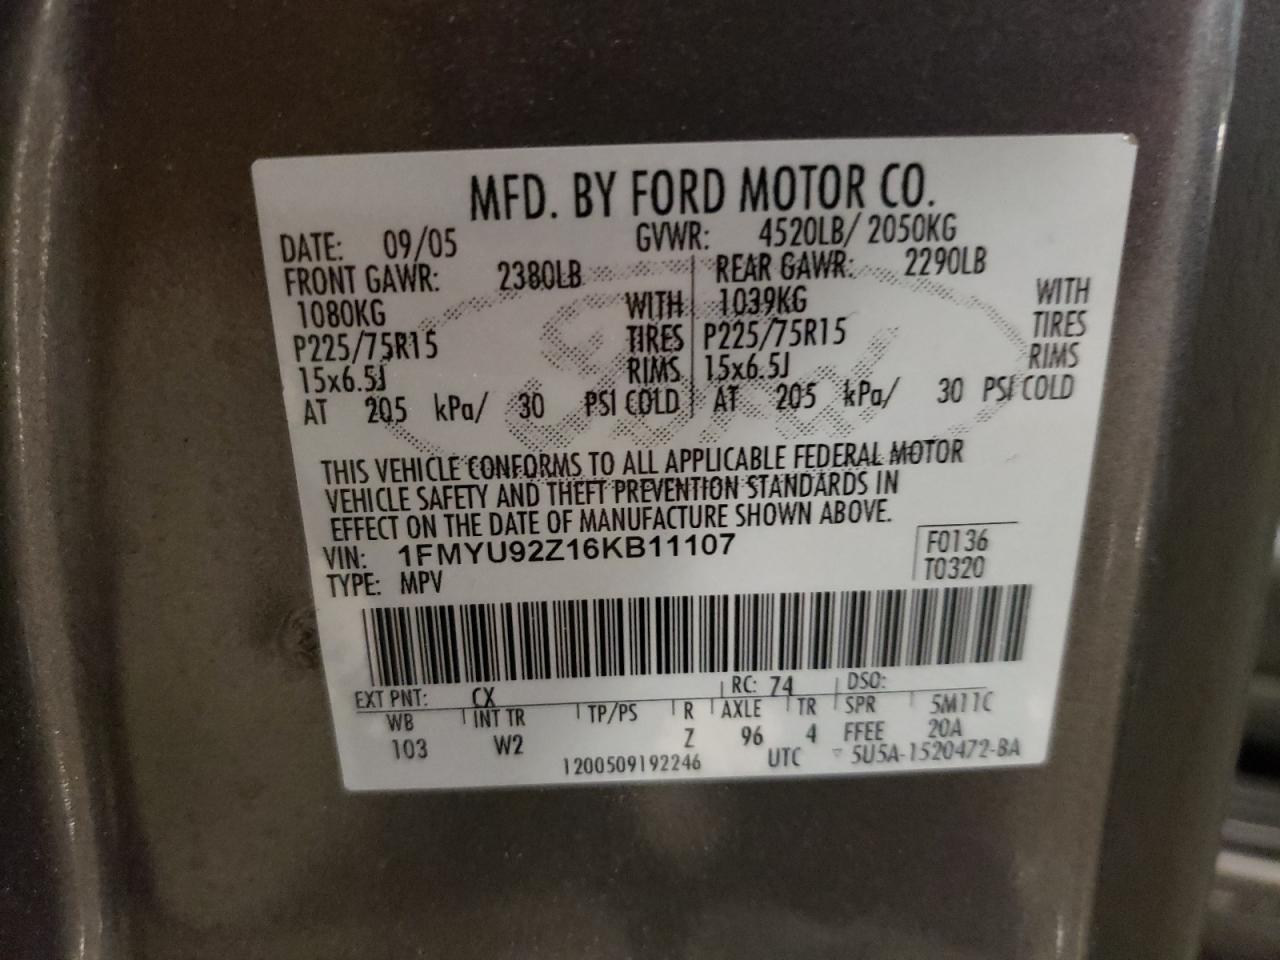 MFD. BY FORD MOTOR CO.
DATE: 09/05 GVWR: 4520LB/ 2050KG
FRONT GAWR: 2380LB REAR GAWR: 2290LB
1080KG WITH 1039KG WITH
P225/75R15 TIRES P225/75R15 TIRES
15x6.5J RIMS 15x6.5J RIMS
AT 205 kPa/ 30 PSI COLD AT 205 kPa/ 30 PSI COLD
THIS VEHICLE CONFORMS TO ALL APPLICABLE FEDERAL MOTOR
VEHICLE SAFETY AND THEFT PREVENTION STANDARDS IN
EFFECT ON THE DATE OF MANUFACTURE SHOWN ABOVE.
VIN: 1FMYU92Z16KB11107 F0136
TYPE: MPV T0320
EXT PNT: CX RC: 74 DSO:
WB INT TR TP/PS R AXLE TR SPR 5M11C
103 W2 Z 96 4 FFEE 20A
1200509192246 UTC ▽ 5U5A-1520472-BA